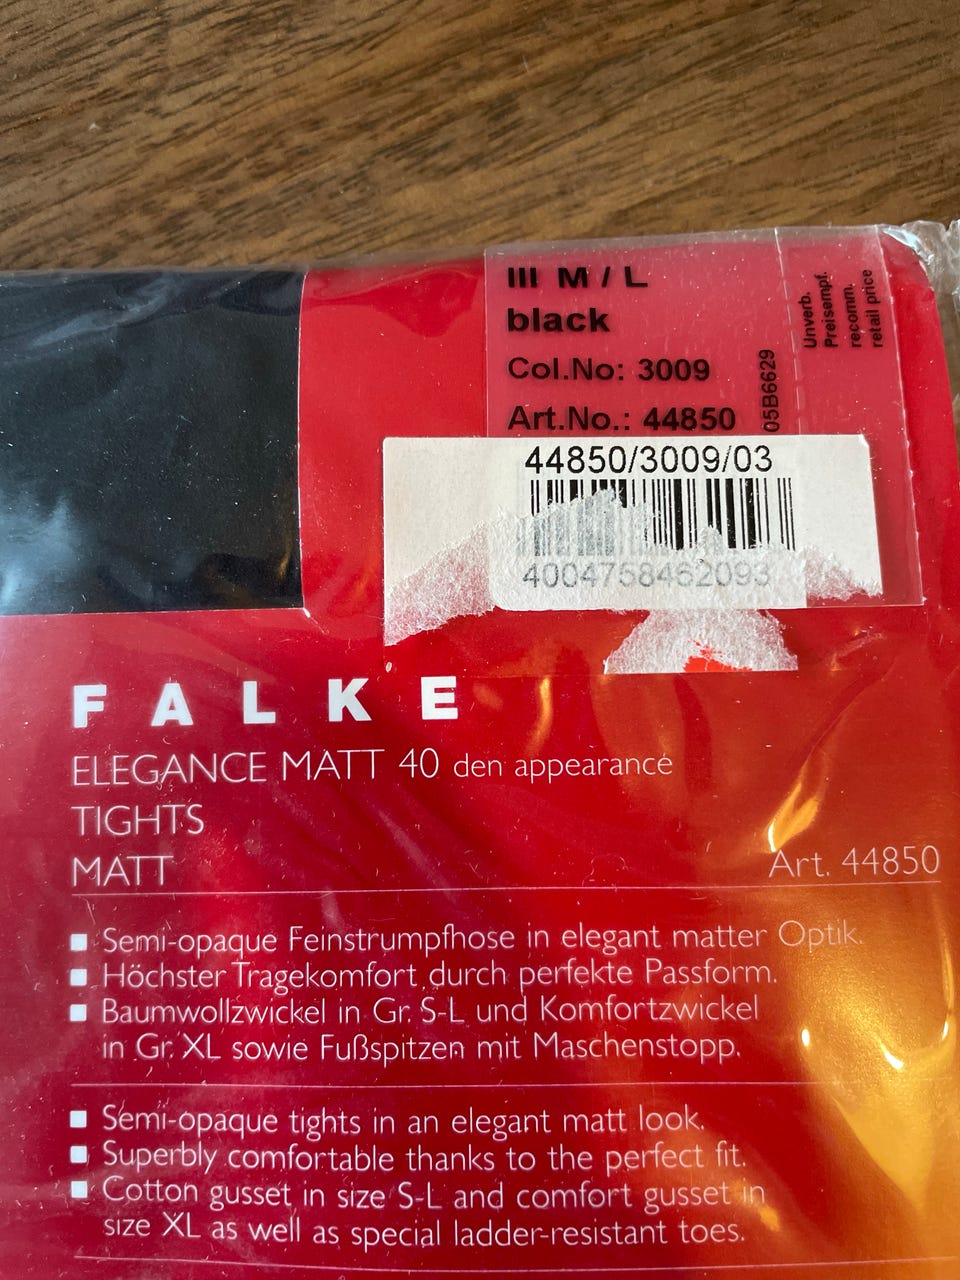 III M / L
black
Col.No: 3009
Art.No.: 44850
05B6629
Unverb.
Preisempf.
recomm.
retail price
44850/3009/03
4004758462093
FALKE
ELEGANCE MATT 40 den appearance
TIGHTS
MATT
Art. 44850
Semi-opaque Feinstrumpfhose in elegant matter Optik.
Höchster Tragekomfort durch perfekte Passform.
Baumwollzwickel in Gr. S-L und Komfortzwickel
in Gr. XL sowie Fußspitzen mit Maschenstopp.
Semi-opaque tights in an elegant matt look.
Superbly comfortable thanks to the perfect fit.
Cotton gusset in size S-L and comfort gusset in
size XL as well as special ladder-resistant toes.